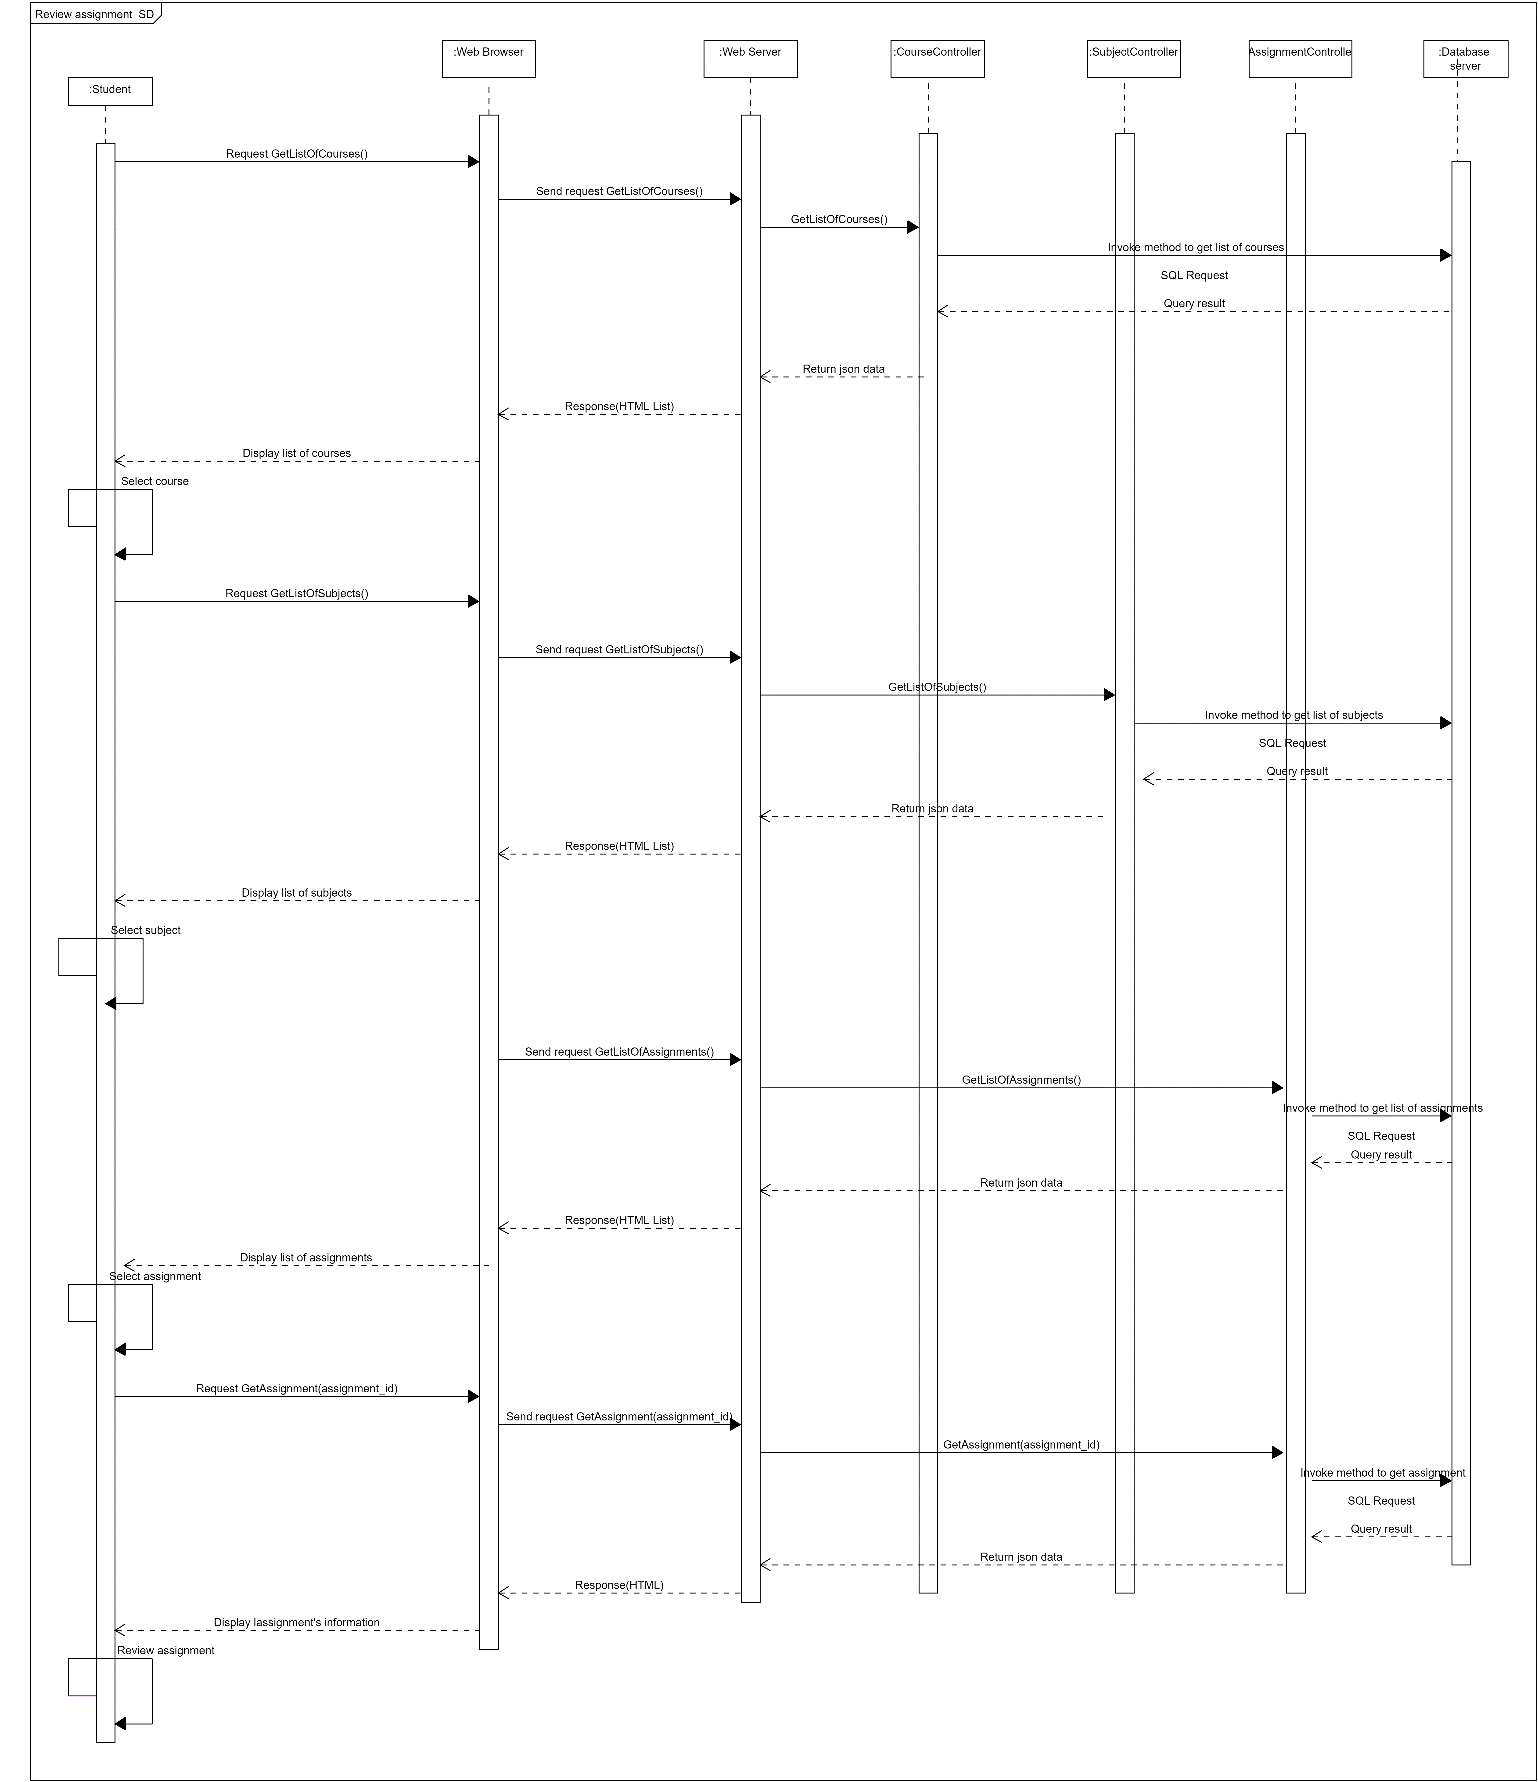 Review assignment  SD
:Web Browser
:Web Server
:CourseController
:SubjectController
AssignmentControlle
:Database
server
:Student
Request GetListOfCourses()
Send request GetListOfCourses()
GetListOfCourses()
Invoke method to get list of courses
SQL Request
Query result
Return json data
Response(HTML List)
Display list of courses
Select course
Request GetListOfSubjects()
Send request GetListOfSubjects()
GetListOfSubjects()
Invoke method to get list of subjects
SQL Request
Query result
Return json data
Response(HTML List)
Display list of subjects
Select subject
Send request GetListOfAssignments()
GetListOfAssignments()
Invoke method to get list of assignments
SQL Request
Query result
Return json data
Response(HTML List)
Display list of assignments
Select assignment
Request GetAssignment(assignment_id)
Send request GetAssignment(assignment_id)
GetAssignment(assignment_id)
Invoke method to get assignment
SQL Request
Query result
Return json data
Response(HTML)
Display lassignment's information
Review assignment